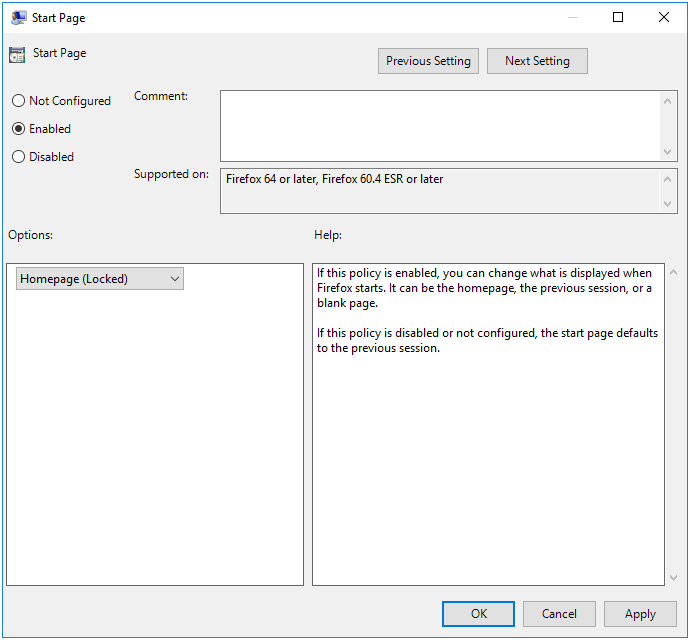 Start Page
Start Page
Previous Setting
Next Setting
Not Configured
Enabled
Disabled
Comment:
Supported on:
Firefox 64 or later, Firefox 60.4 ESR or later
Options:
Help:
Homepage (Locked)
If this policy is enabled, you can change what is displayed when
Firefox starts. It can be the homepage, the previous session, or a
blank page.
If this policy is disabled or not configured, the start page defaults
to the previous session.
OK
Cancel
Apply